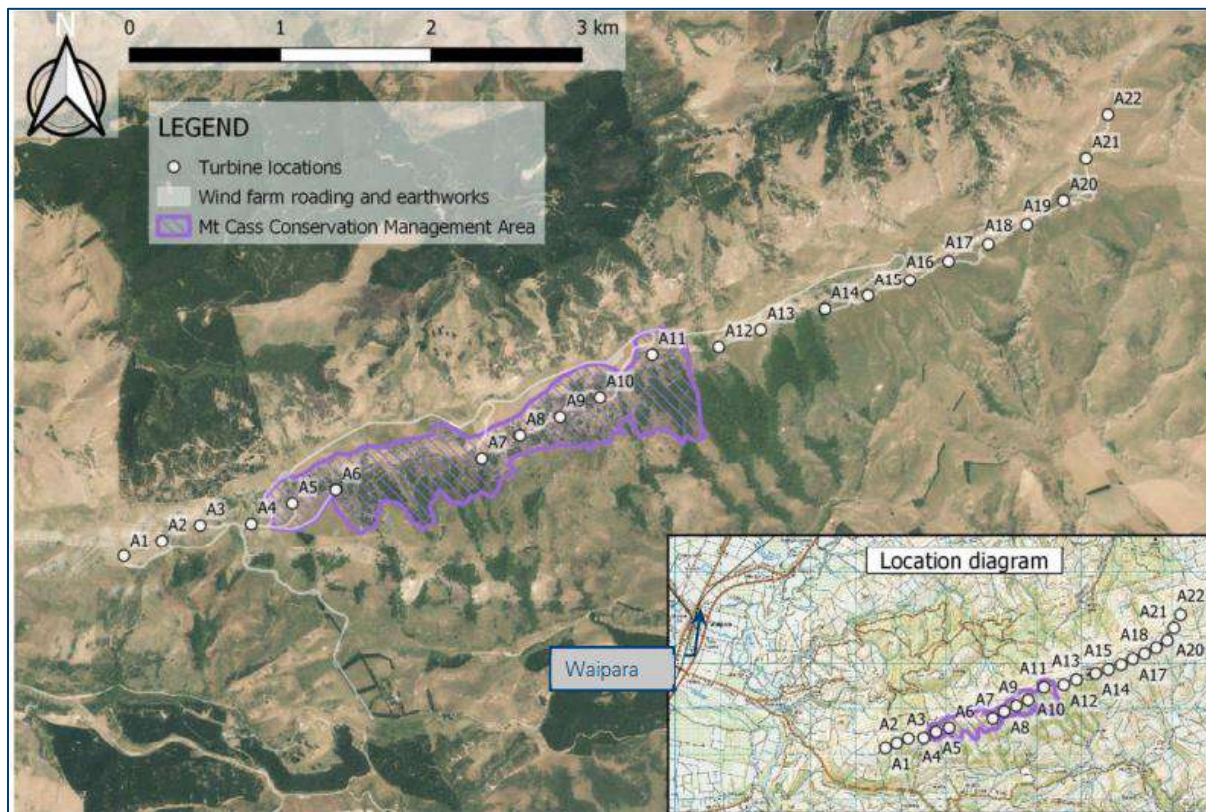 N
0 1 2 3 km
LEGEND
Turbine locations
Wind farm roading and earthworks
Mt Cass Conservation Management Area
A22
A21
A20
A19
A18
A17
A16
A15
A14
A13
A12
A11
A10
A9
A8
A7
A6
A5
A4
A3
A2
A1
Location diagram
Waipara
A22
A21
A20
A18
A17
A15
A14
A13
A12
A11
A10
A9
A8
A7
A6
A5
A4
A3
A2
A1